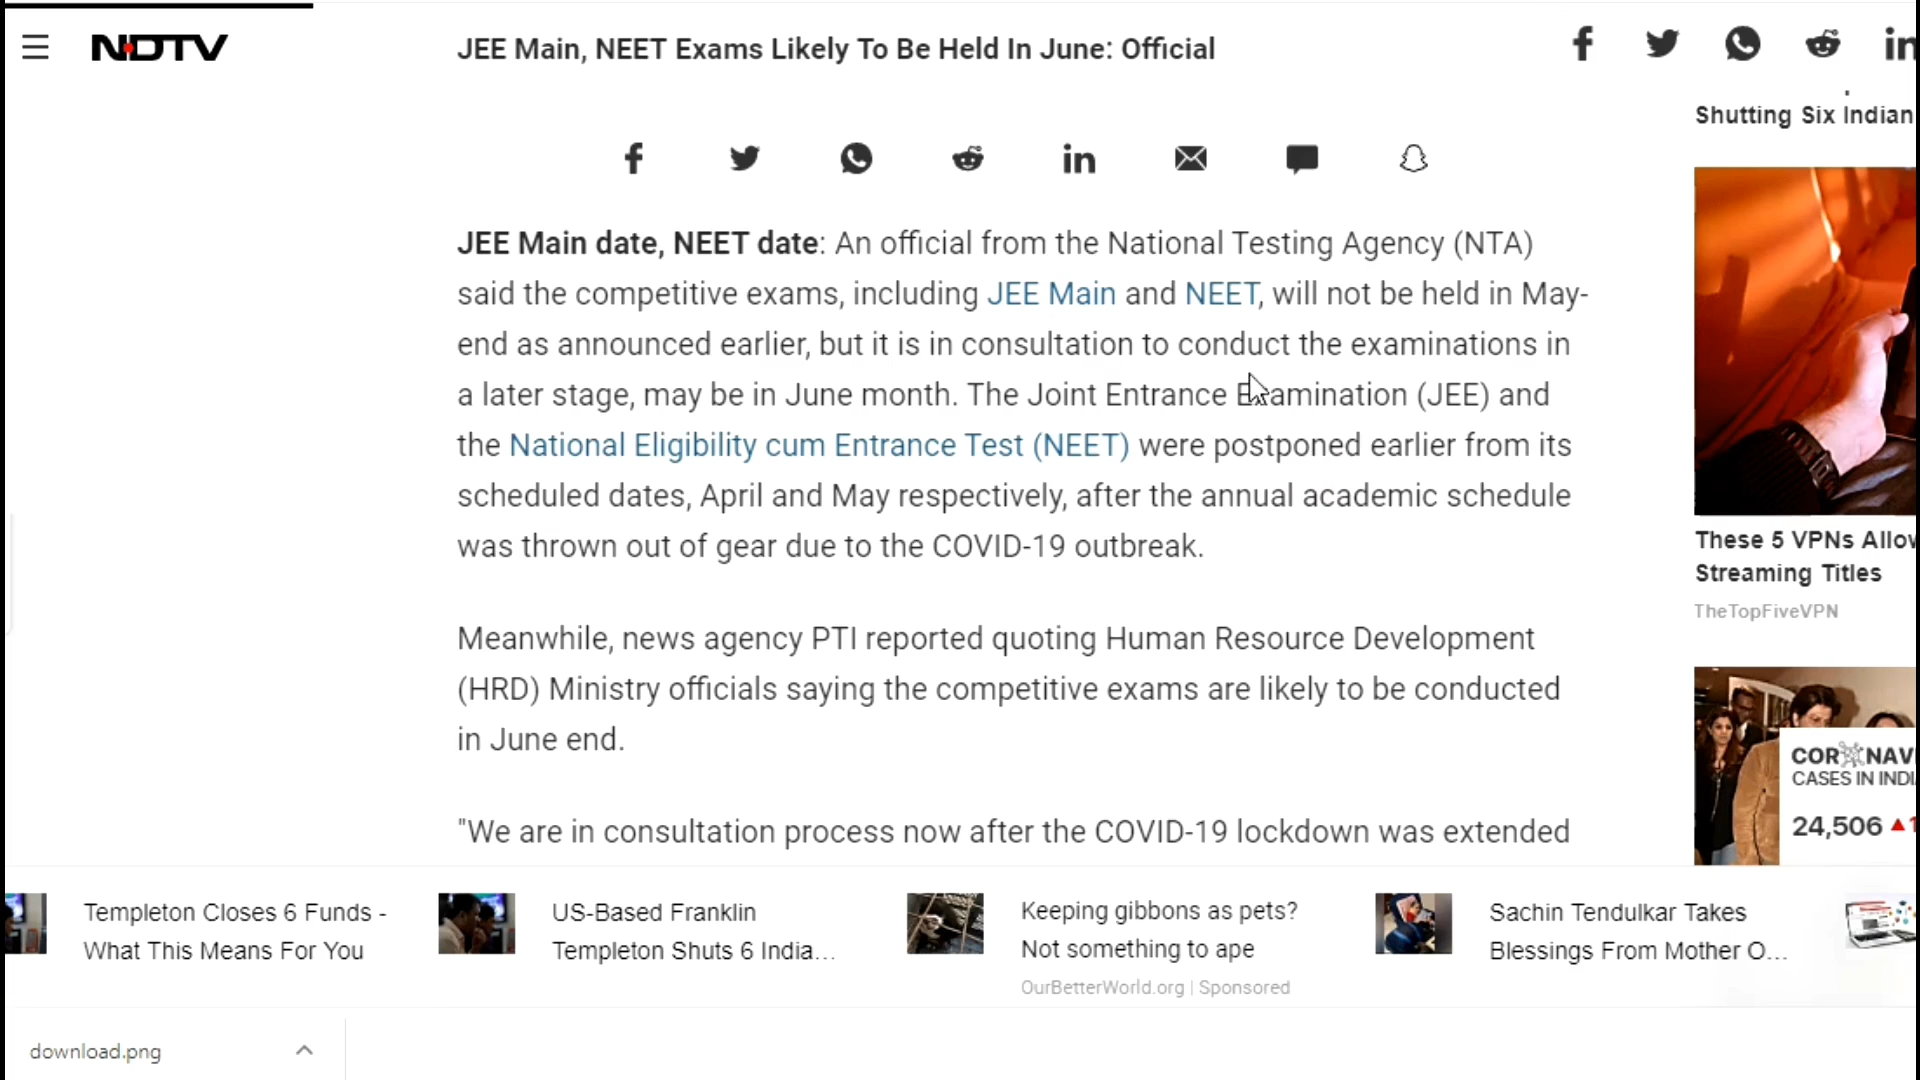 NDTV
JEE Main, NEET Exams Likely To Be Held In June: Official
Shutting Six Indian
JEE Main date, NEET date: An official from the National Testing Agency (NTA)
said the competitive exams, including JEE Main and NEET, will not be held in May-
end as announced earlier, but it is in consultation to conduct the examinations in
a later stage, may be in June month. The Joint Entrance Examination (JEE) and
the National Eligibility cum Entrance Test (NEET) were postponed earlier from its
scheduled dates, April and May respectively, after the annual academic schedule
was thrown out of gear due to the COVID-19 outbreak.
Meanwhile, news agency PTI reported quoting Human Resource Development
(HRD) Ministry officials saying the competitive exams are likely to be conducted
in June end.
"We are in consultation process now after the COVID-19 lockdown was extended
These 5 VPNs Allow
Streaming Titles
TheTopFiveVPN
CORONAV
CASES IN INDI
24,506 ▲1
Templeton Closes 6 Funds -
What This Means For You
US-Based Franklin
Templeton Shuts 6 India...
Keeping gibbons as pets?
Not something to ape
OurBetterWorld.org | Sponsored
Sachin Tendulkar Takes
Blessings From Mother O...
download.png